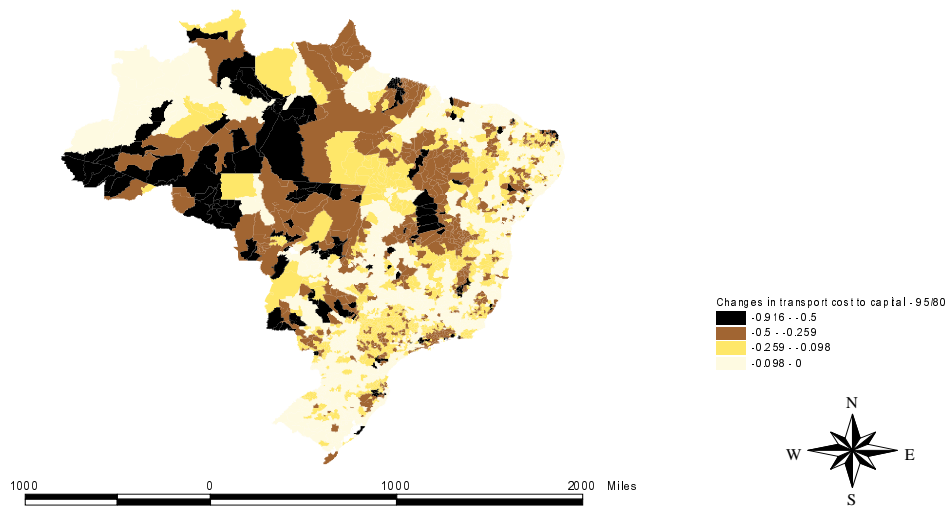 Changes in transport cost to capital - 95/80
-0.916 - -0.5
-0.5 - -0.259
-0.259 - -0.098
-0.098 - 0
N
W E
S
1000 0 1000 2000 Miles